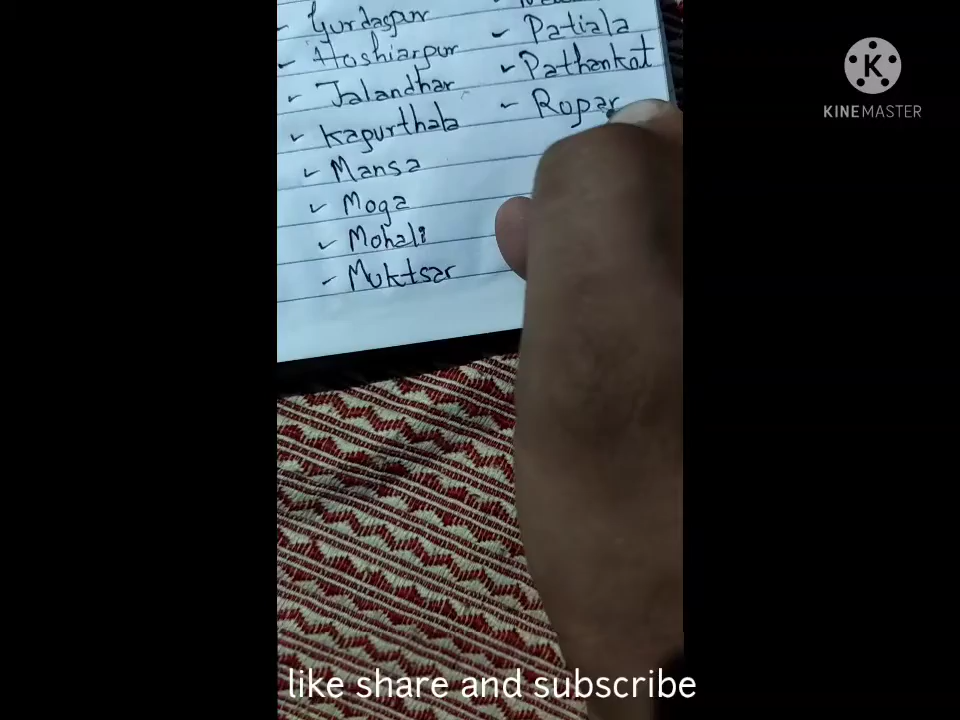 Gurdaspur
Hoshiarpur
Jalandhar
Kapurthala
Mansa
Moga
Mohali
Muktsar
Patiala
Pathankot
Ropar
K
KINEMASTER
like share and subscribe